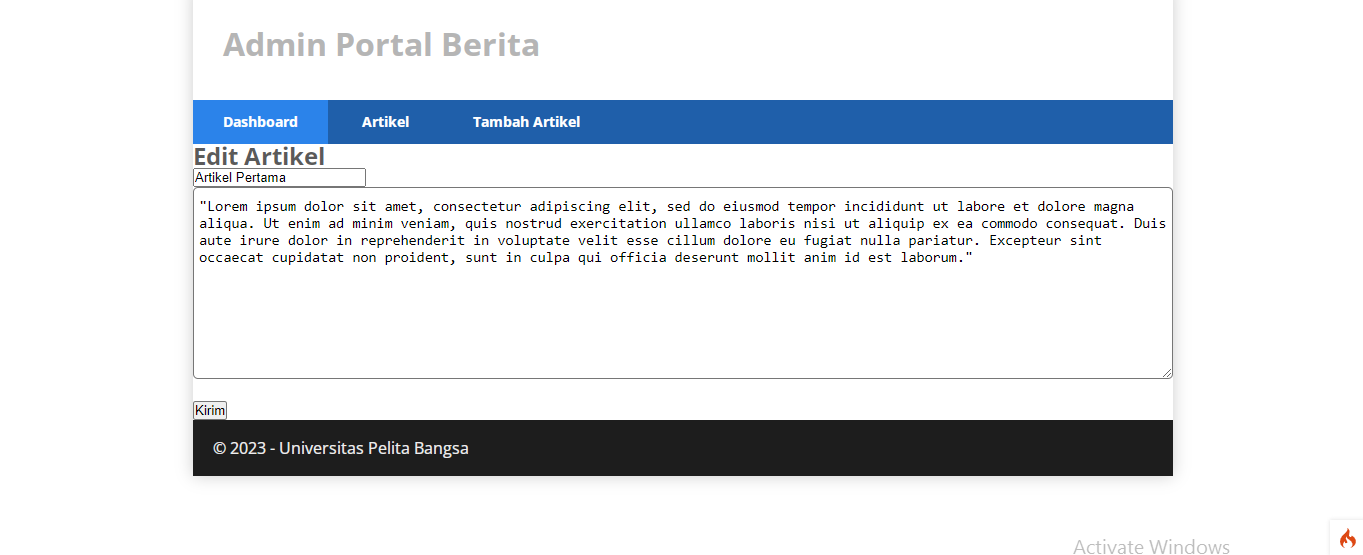 Admin Portal Berita
Dashboard Artikel Tambah Artikel
Edit Artikel
Artikel Pertama
"Lorem ipsum dolor sit amet, consectetur adipiscing elit, sed do eiusmod tempor incididunt ut labore et dolore magna
aliqua. Ut enim ad minim veniam, quis nostrud exercitation ullamco laboris nisi ut aliquip ex ea commodo consequat. Duis
aute irure dolor in reprehenderit in voluptate velit esse cillum dolore eu fugiat nulla pariatur. Excepteur sint
occaecat cupidatat non proident, sunt in culpa qui officia deserunt mollit anim id est laborum."
Kirim
© 2023 - Universitas Pelita Bangsa
Activate Windows